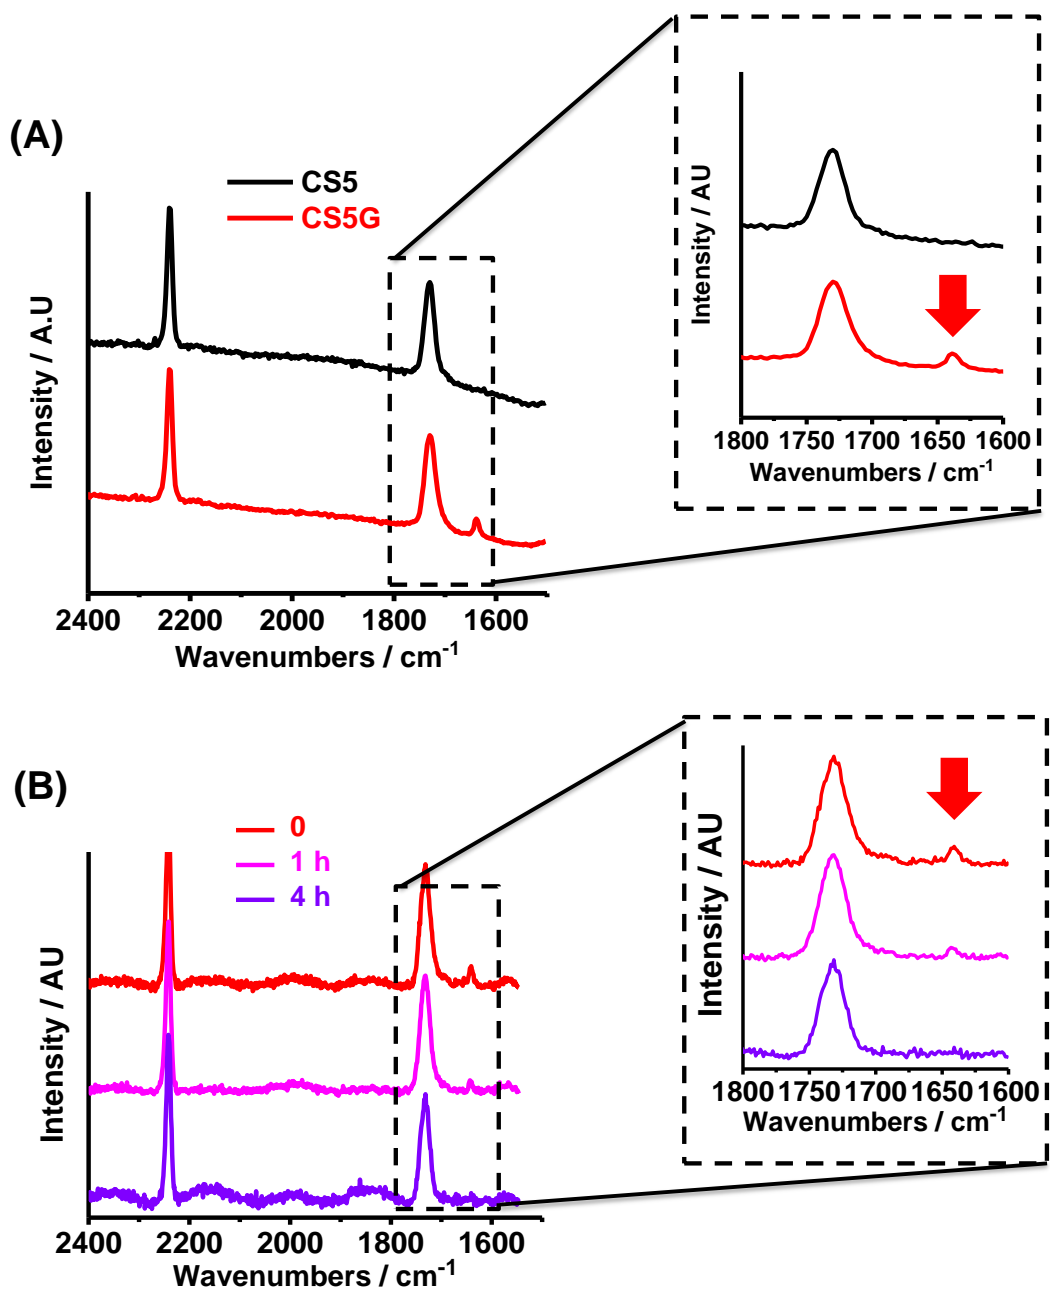 (A)
CS5
CS5G
Intensity / A.U
2400 2200 2000 1800 1600
Wavenumbers / cm-1
Intensity / AU
1800 1750 1700 1650 1600
Wavenumbers / cm-1
(B)
0
1 h
4 h
Intensity / AU
2400 2200 2000 1800 1600
Wavenumbers / cm-1
Intensity / AU
1800 1750 1700 1650 1600
Wavenumbers / cm-1